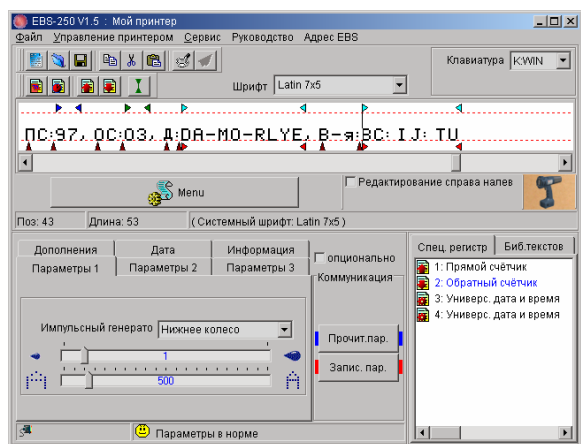 EBS-250 V1.5 : Мой принтер
Файл Управление принтером Сервис Руководство Адрес EBS
Клавиатура K:WIN
Шрифт Latin 7x5
ПС:97, ОС:03, Д:DA-MO-RLYE, В-я:ВС: IJ: TU
Menu
Редактирование справа налев
Поз: 43 Длина: 53 (Системный шрифт: Latin 7x5)
Дополнения Дата Информация
Параметры 1 Параметры 2 Параметры 3
Импульсный генерато Нижнее колесо
1
500
опционально
Коммуникация
Прочит.пар.
Запис. пар.
Спец. регистр Биб.текстов
1: Прямой счётчик
2: Обратный счётчик
3: Универс. дата и время
4: Универс. дата и время
Параметры в норме